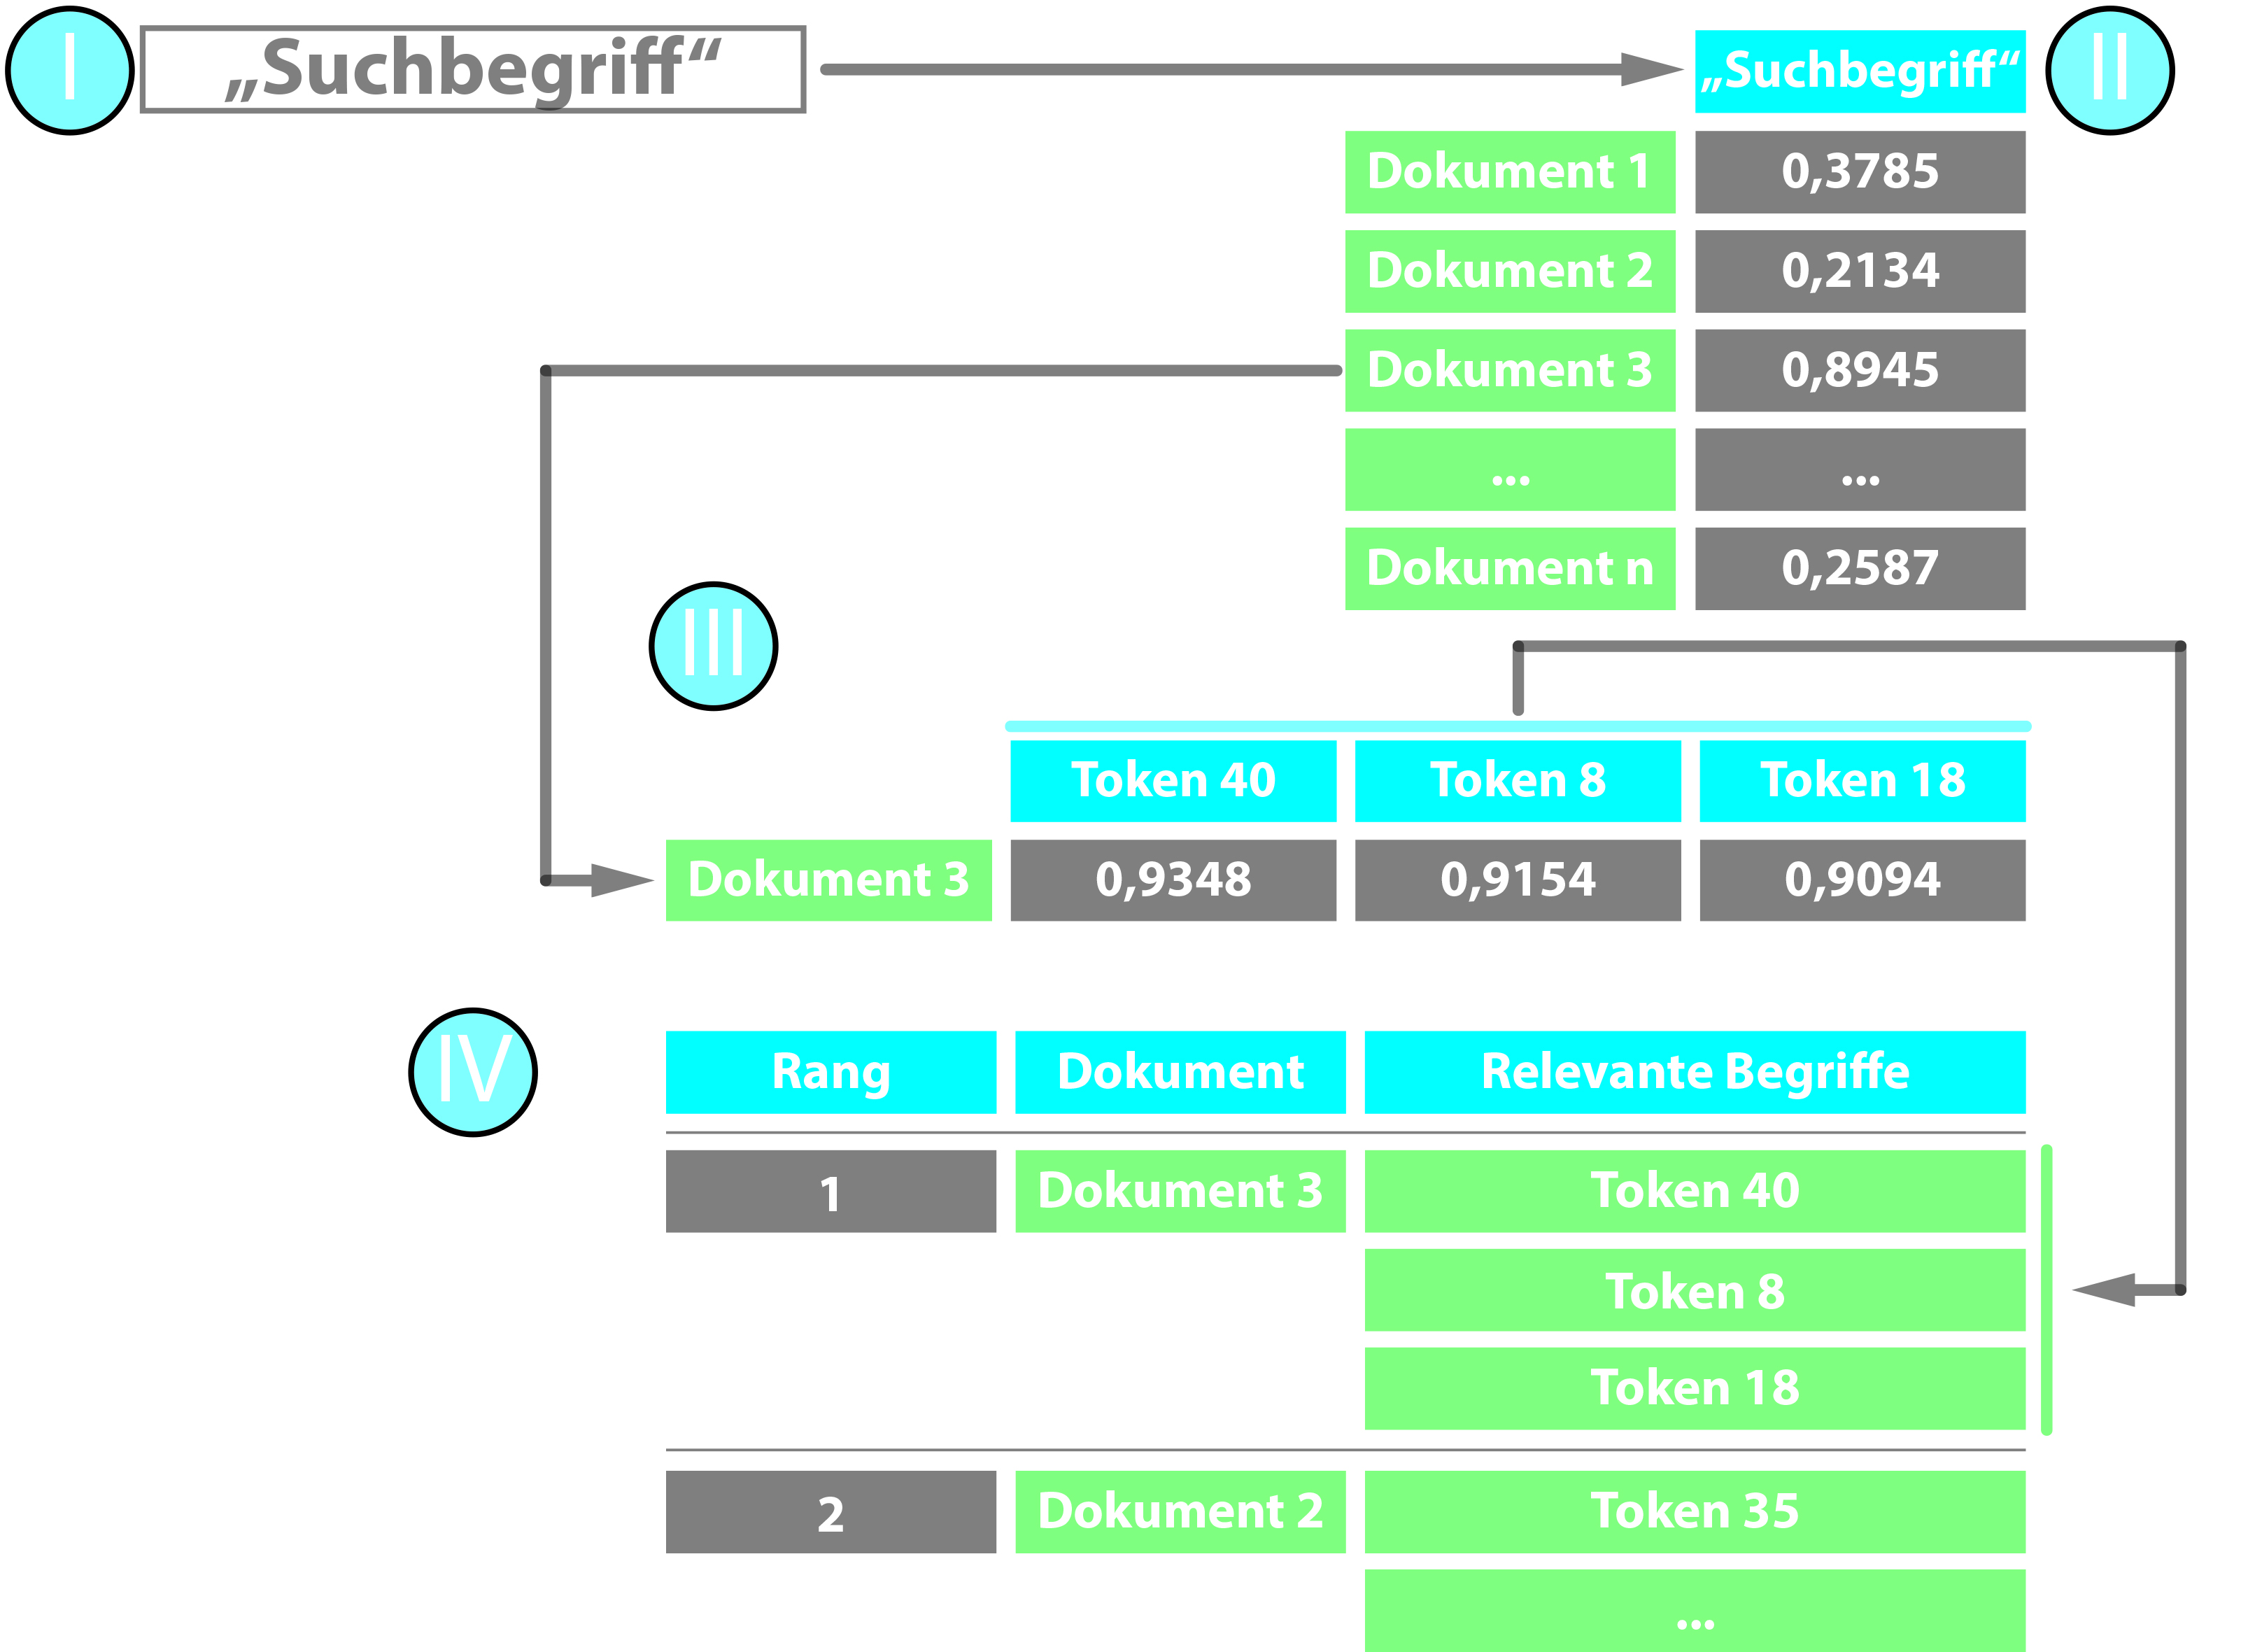 I
„Suchbegriff“
„Suchbegriff“
II
Dokument 1 0,3785
Dokument 2 0,2134
Dokument 3 0,8945
... ...
Dokument n 0,2587
III
Token 40 Token 8 Token 18
Dokument 3 0,9348 0,9154 0,9094
IV
Rang Dokument Relevante Begriffe
1 Dokument 3 Token 40
Token 8
Token 18
2 Dokument 2 Token 35
...